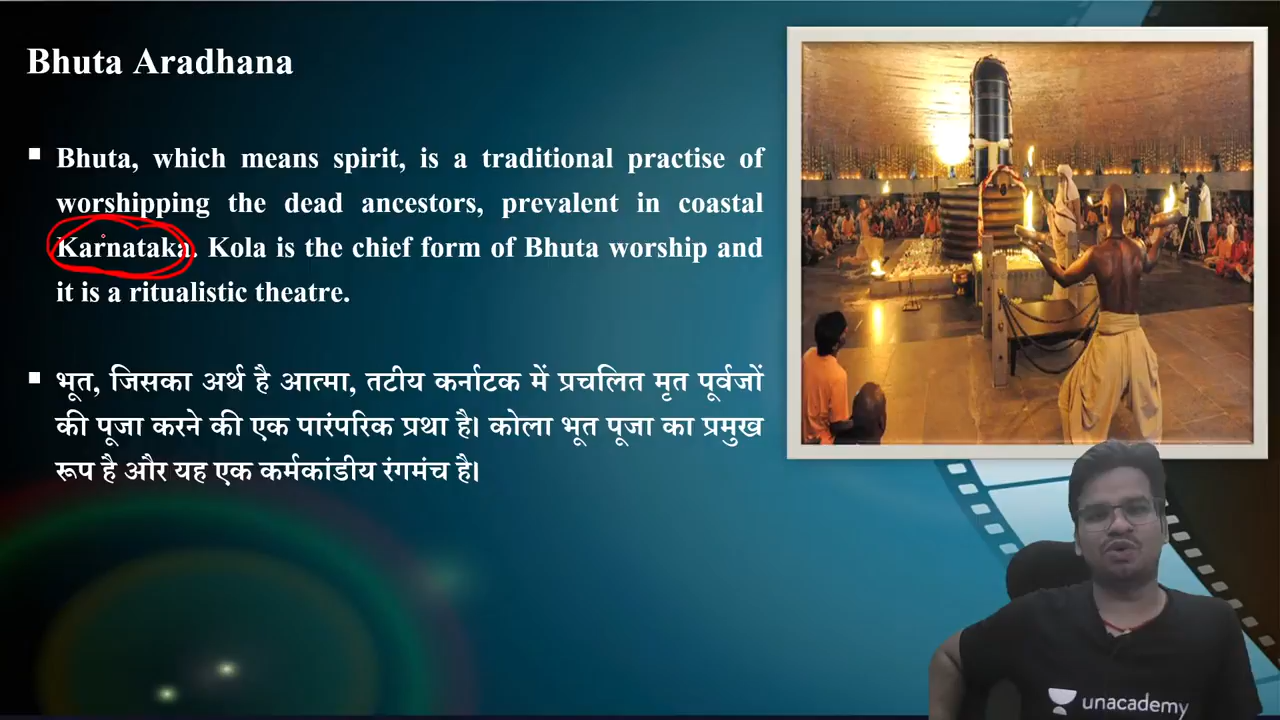 Bhuta Aradhana
▪ Bhuta, which means spirit, is a traditional practise of
worshipping the dead ancestors, prevalent in coastal
Karnataka. Kola is the chief form of Bhuta worship and
it is a ritualistic theatre.
▪ भूत, जिसका अर्थ है आत्मा, तटीय कर्नाटक में प्रचलित मृत पूर्वजों
की पूजा करने की एक पारंपरिक प्रथा है। कोला भूत पूजा का प्रमुख
रूप है और यह एक कर्मकांडीय रंगमंच है।
unacademy